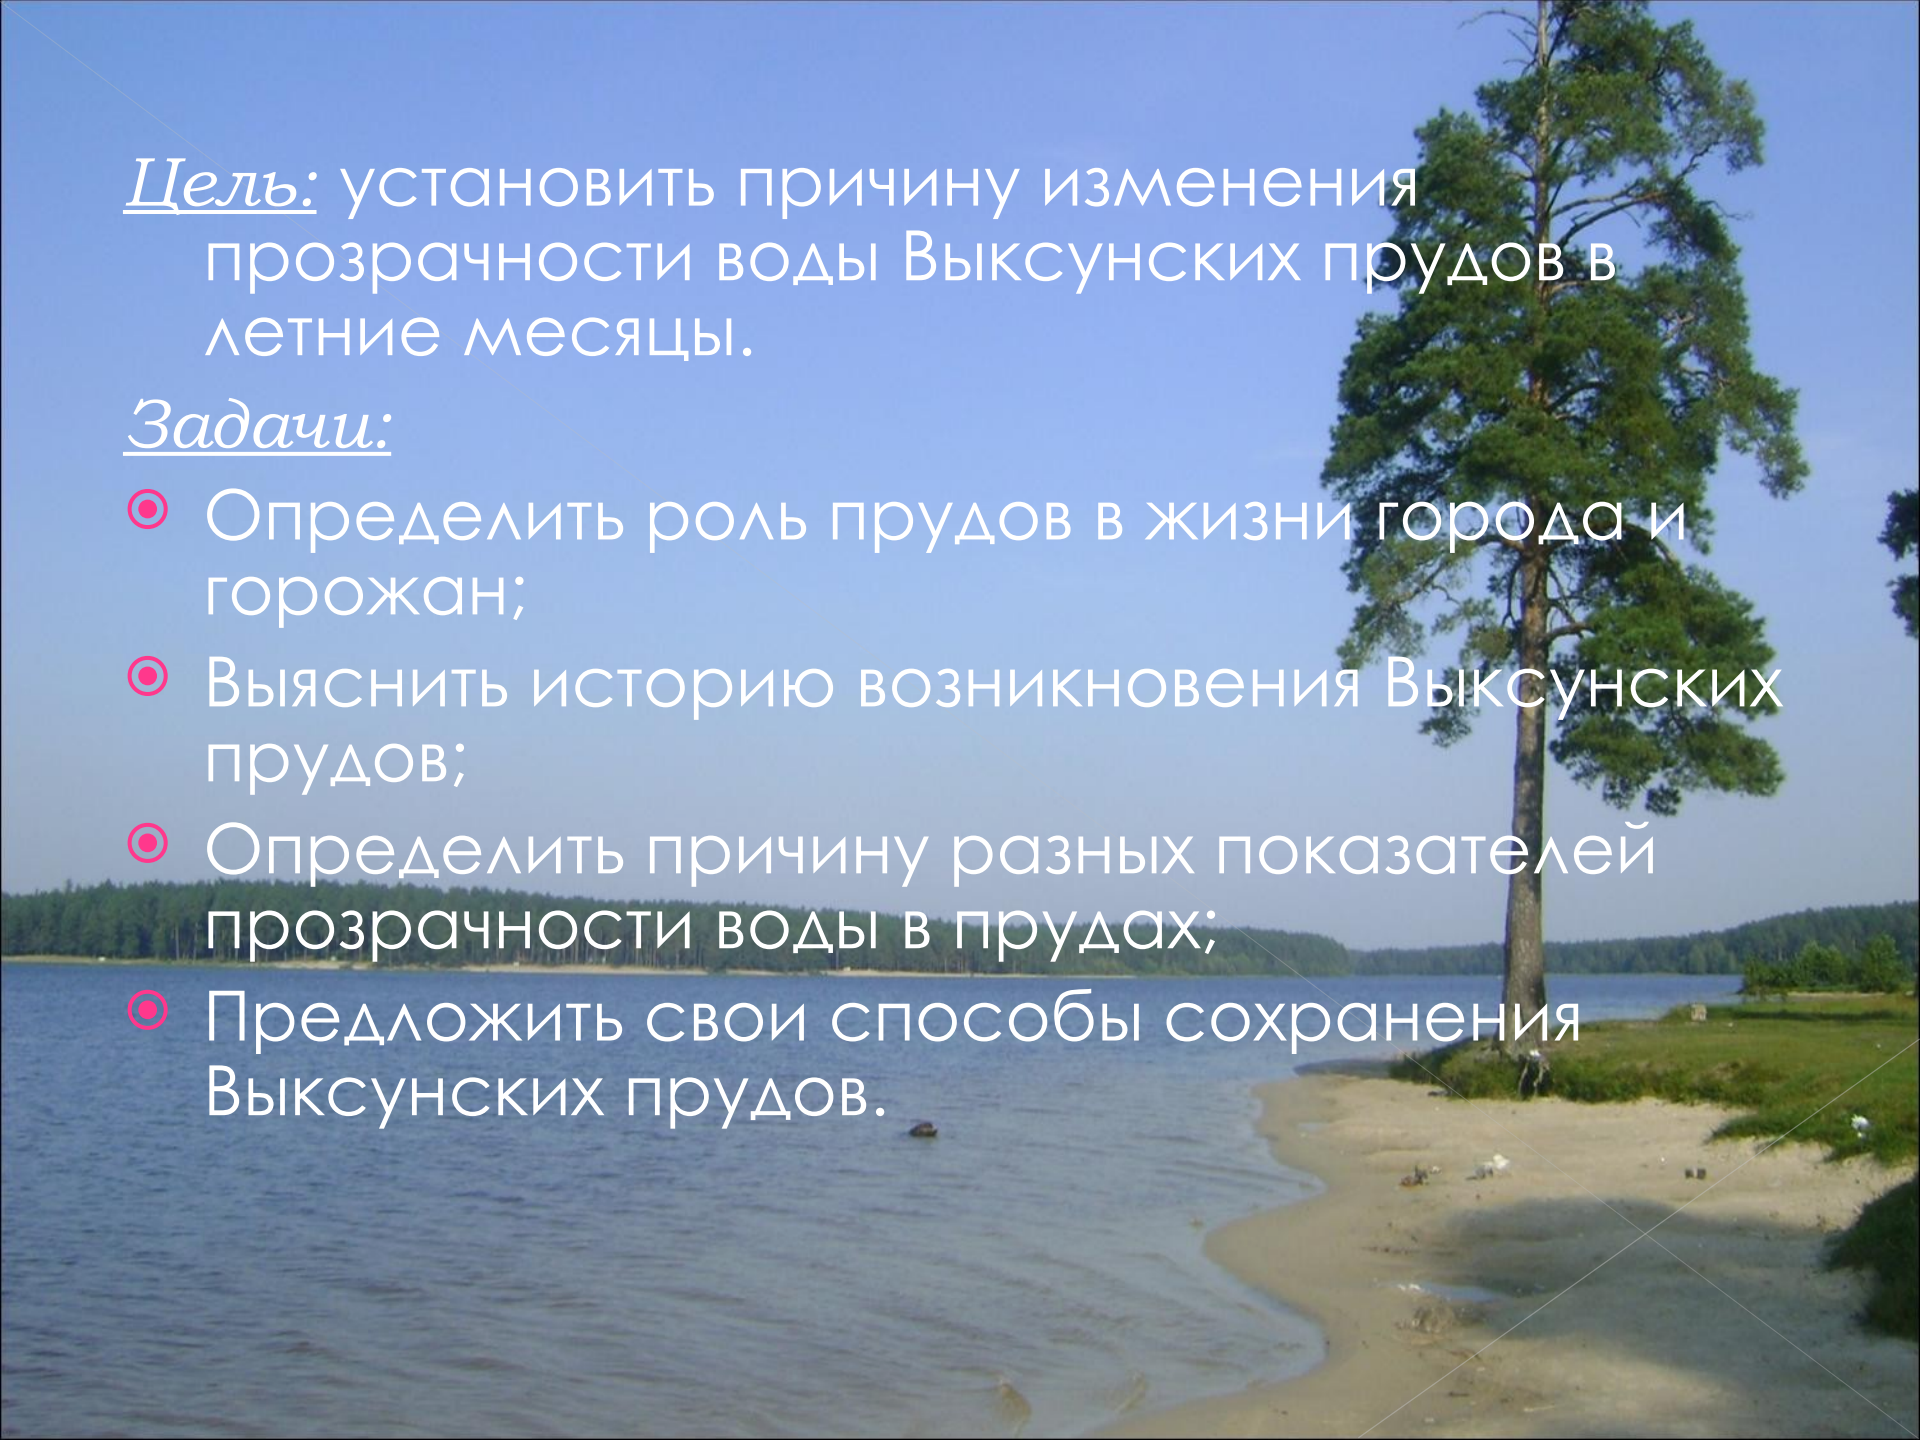 Цель: установить причину изменения
прозрачности воды Выксунских прудов в
летние месяцы.
Задачи:
Определить роль прудов в жизни города и
горожан;
Выяснить историю возникновения Выксунских
прудов;
Определить причину разных показателей
прозрачности воды в прудах;
Предложить свои способы сохранения
Выксунских прудов.